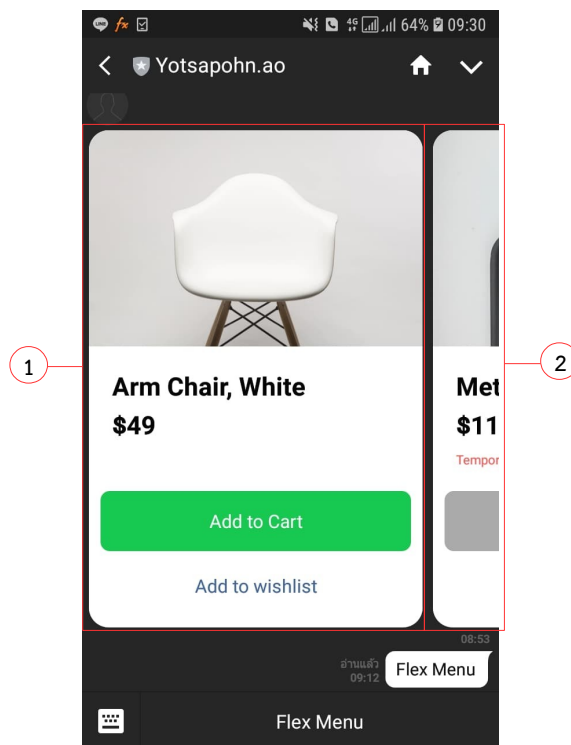 64% 09:30
Yotsapohn.ao
1
2
Arm Chair, White
$49
Add to Cart
Add to wishlist
Met
$11
Tempor
08:53
อ่านแล้ว
09:12
Flex Menu
Flex Menu